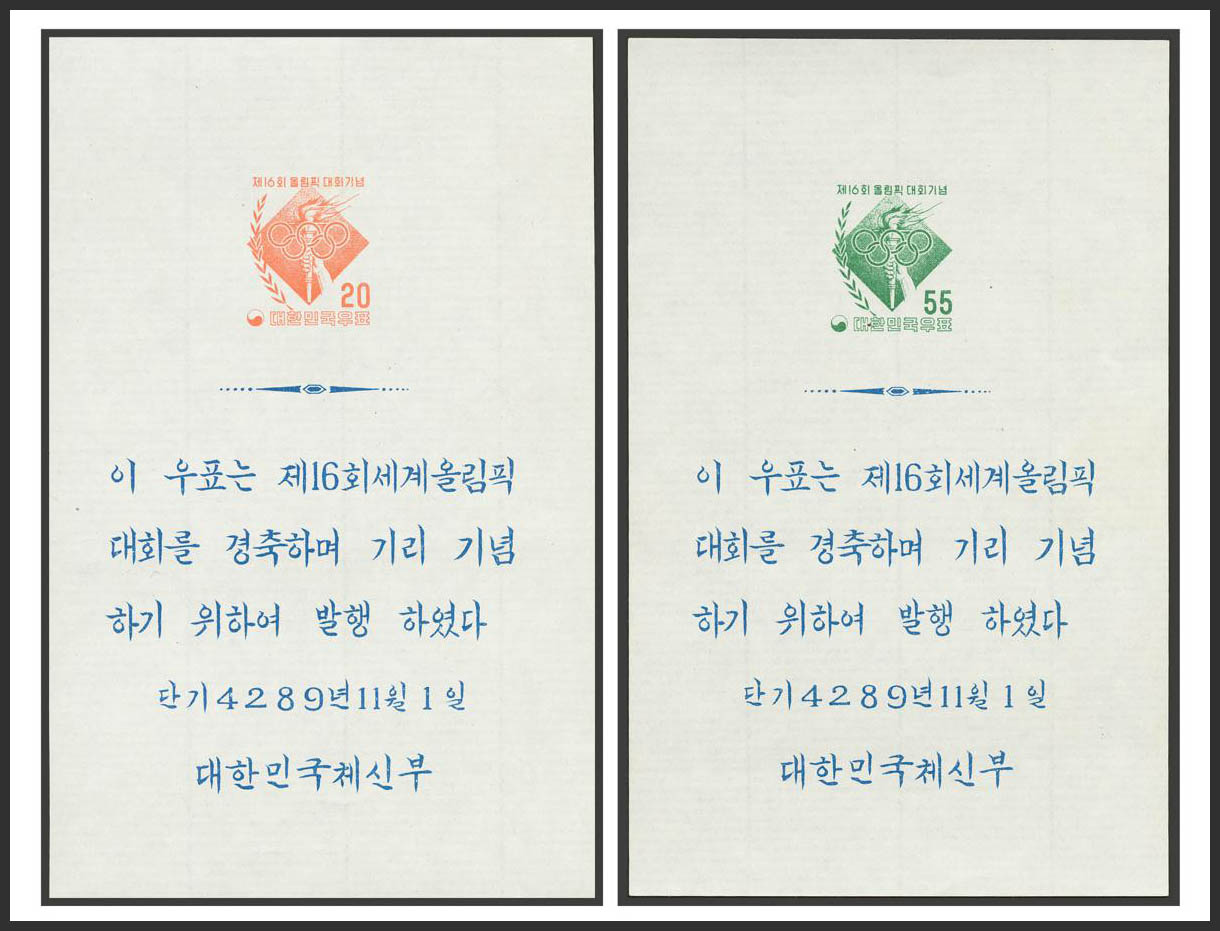 제16회 올림픽 대회기념
20
대한민국우표
이 우표는 제16회세계올림픽
대회를 경축하며 기리 기념
하기 위하여 발행 하였다
단기4289년11월1일
대한민국체신부
제16회 올림픽 대회기념
55
대한민국우표
이 우표는 제16회세계올림픽
대회를 경축하며 기리 기념
하기 위하여 발행 하였다
단기4289년11월1일
대한민국체신부